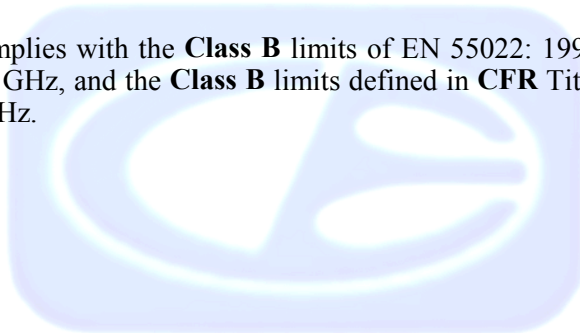 mplies with the Class B limits of EN 55022: 199
GHz, and the Class B limits defined in CFR Tit
Hz.